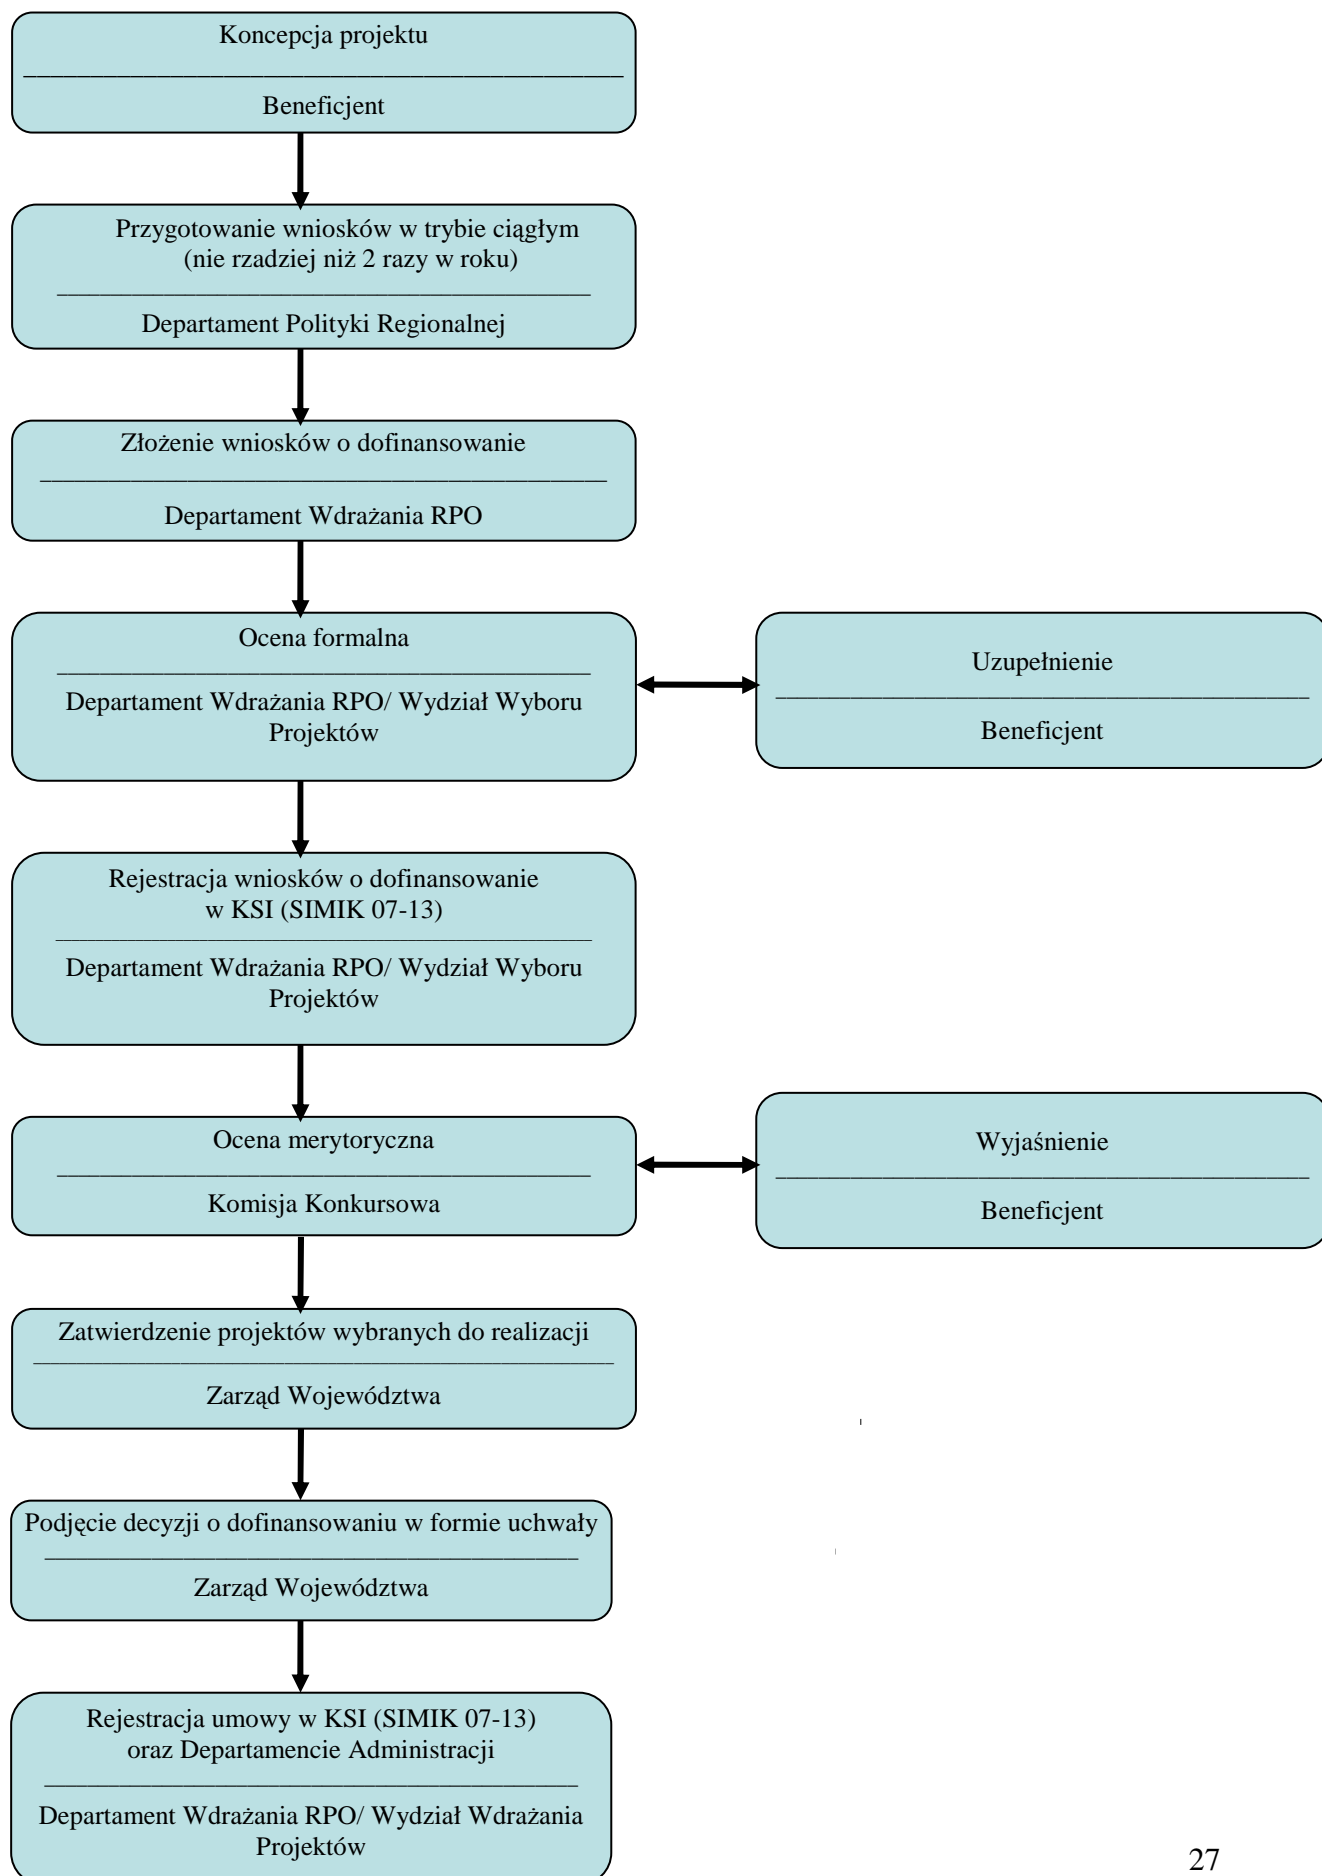 Koncepcja projektu
Beneficjent
Przygotowanie wniosków w trybie ciągłym
(nie rzadziej niż 2 razy w roku)
Departament Polityki Regionalnej
Złożenie wniosków o dofinansowanie
Departament Wdrażania RPO
Ocena formalna
Departament Wdrażania RPO/ Wydział Wyboru
Projektów
Uzupełnienie
Beneficjent
Rejestracja wniosków o dofinansowanie
w KSI (SIMIK 07-13)
Departament Wdrażania RPO/ Wydział Wyboru
Projektów
Ocena merytoryczna
Komisja Konkursowa
Wyjaśnienie
Beneficjent
Zatwierdzenie projektów wybranych do realizacji
Zarząd Województwa
Podjęcie decyzji o dofinansowaniu w formie uchwały
Zarząd Województwa
Rejestracja umowy w KSI (SIMIK 07-13)
oraz Departamencie Administracji
Departament Wdrażania RPO/ Wydział Wdrażania
Projektów
27